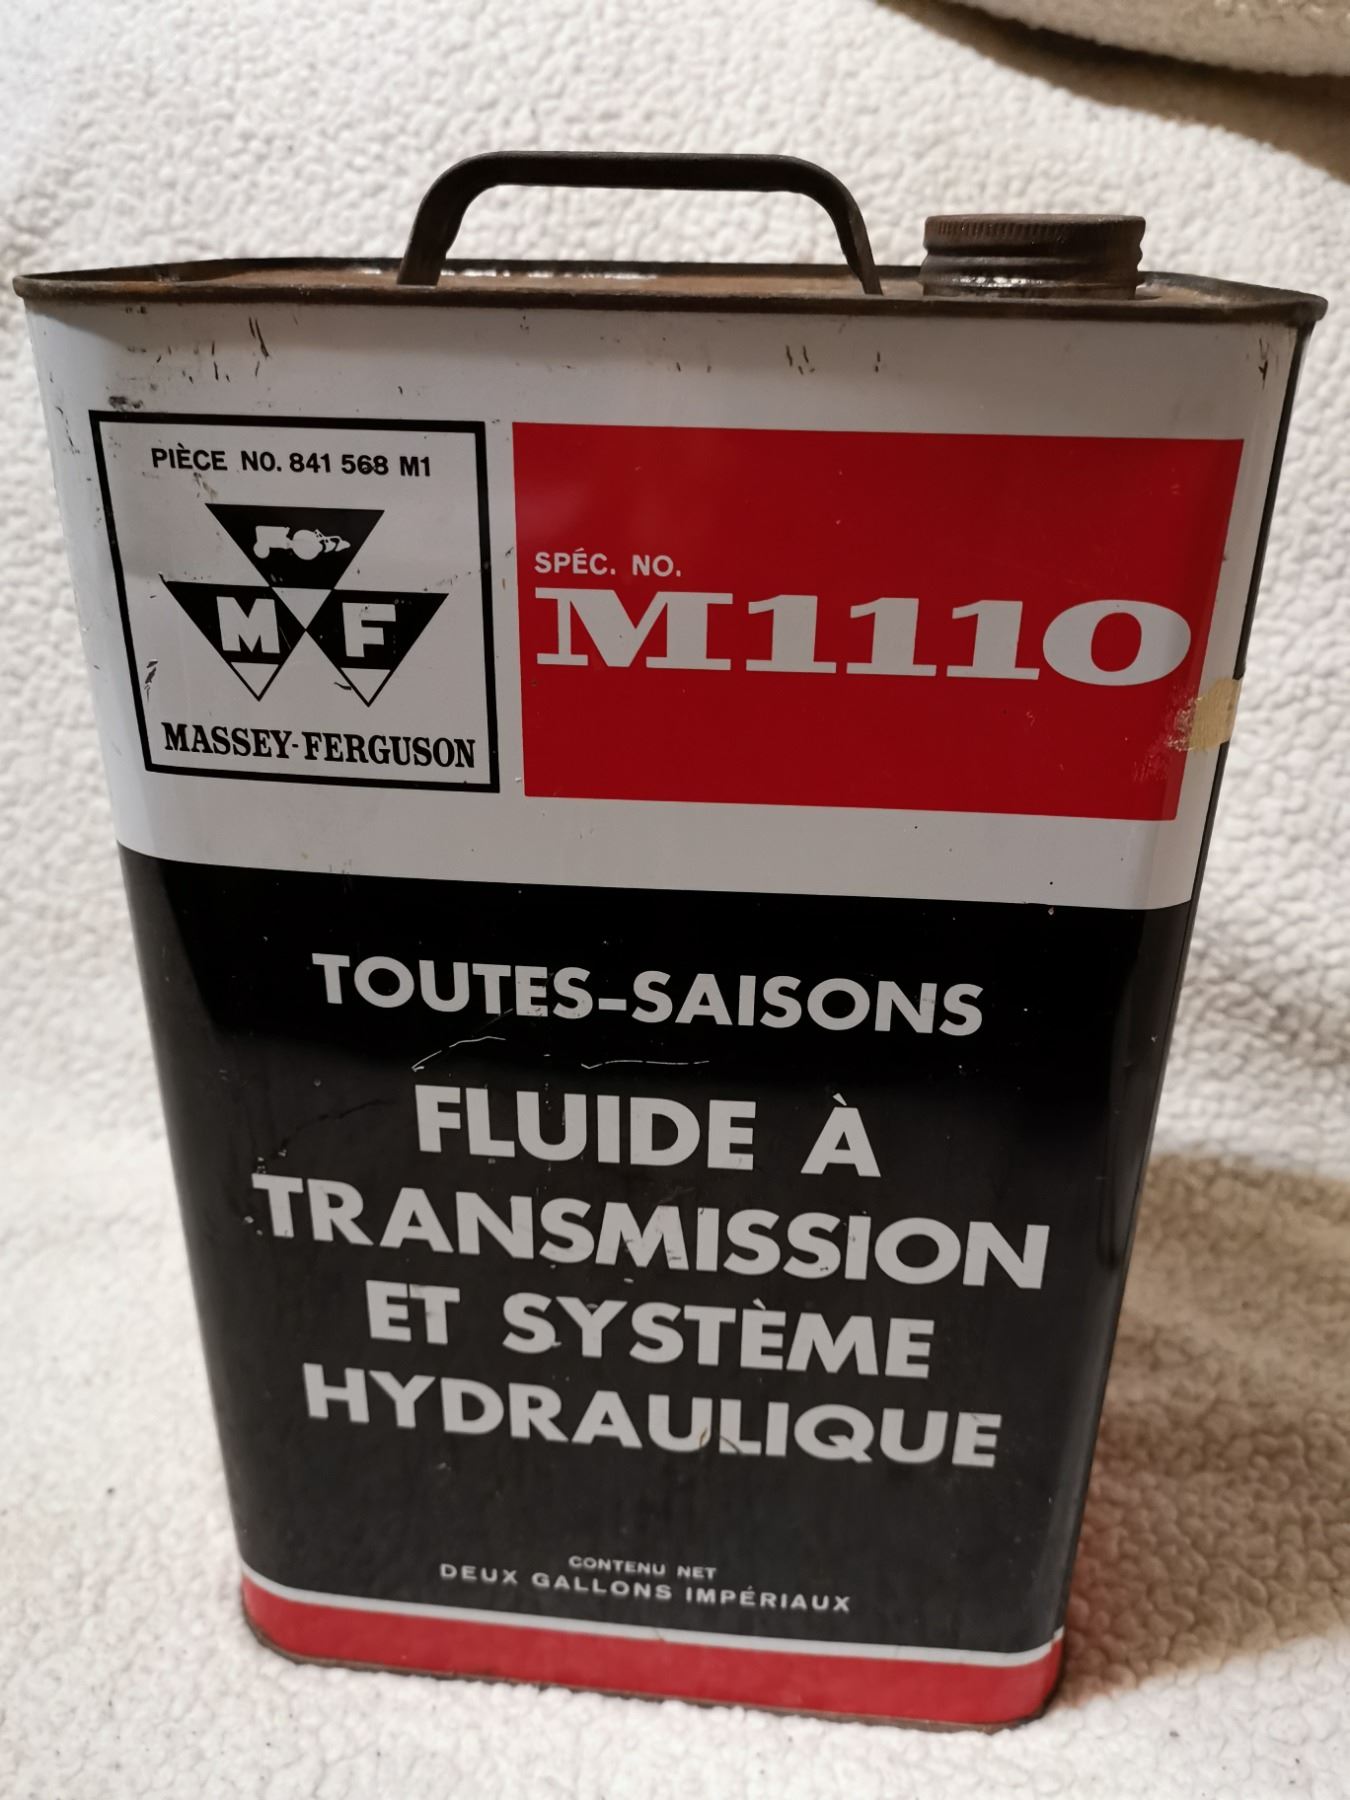 PIÈCE NO. 841 568 M1
M F
MASSEY-FERGUSON
SPÉC. NO.
M1110
TOUTES-SAISONS
FLUIDE À
TRANSMISSION
ET SYSTÈME
HYDRAULIQUE
CONTENU NET
DEUX GALLONS IMPÉRIAUX